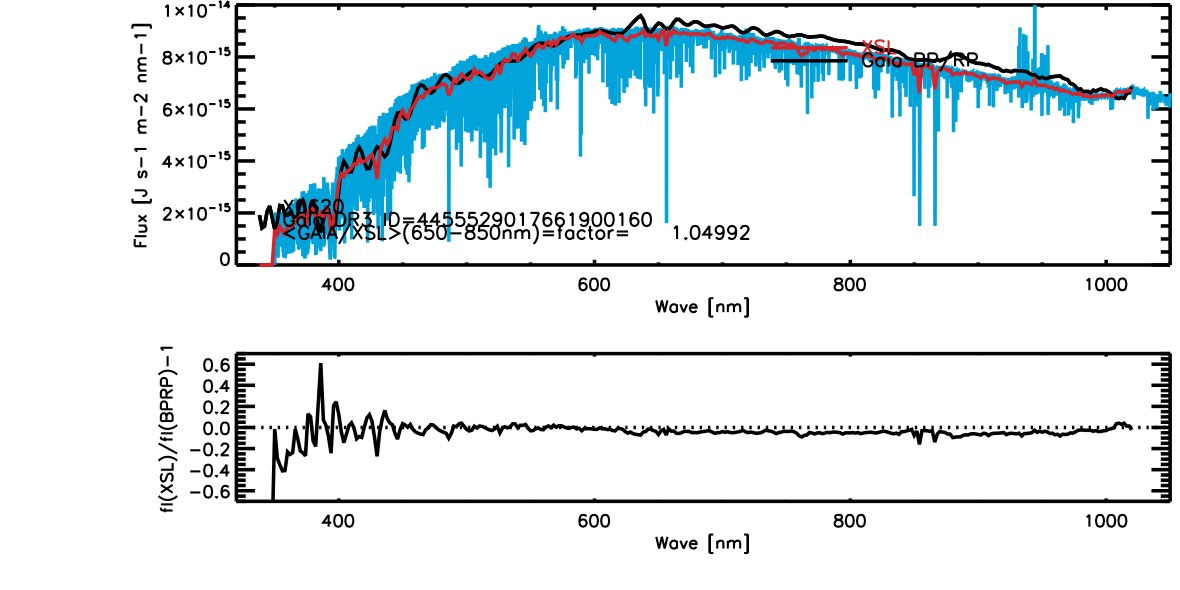 1×10−14
8×10−15
6×10−15
4×10−15
2×10−15
0
Flux [J s−1 m−2 nm−1]
XSL
Gaia BP/RP
X0620
Gaia DR3 ID=4455529017661900160
<GAIA/XSL>(650−850nm)=factor= 1.04992
400 600 800 1000
Wave [nm]
0.6
0.4
0.2
0.0
−0.2
−0.4
−0.6
fl(XSL)/fl(BPRP)−1
400 600 800 1000
Wave [nm]